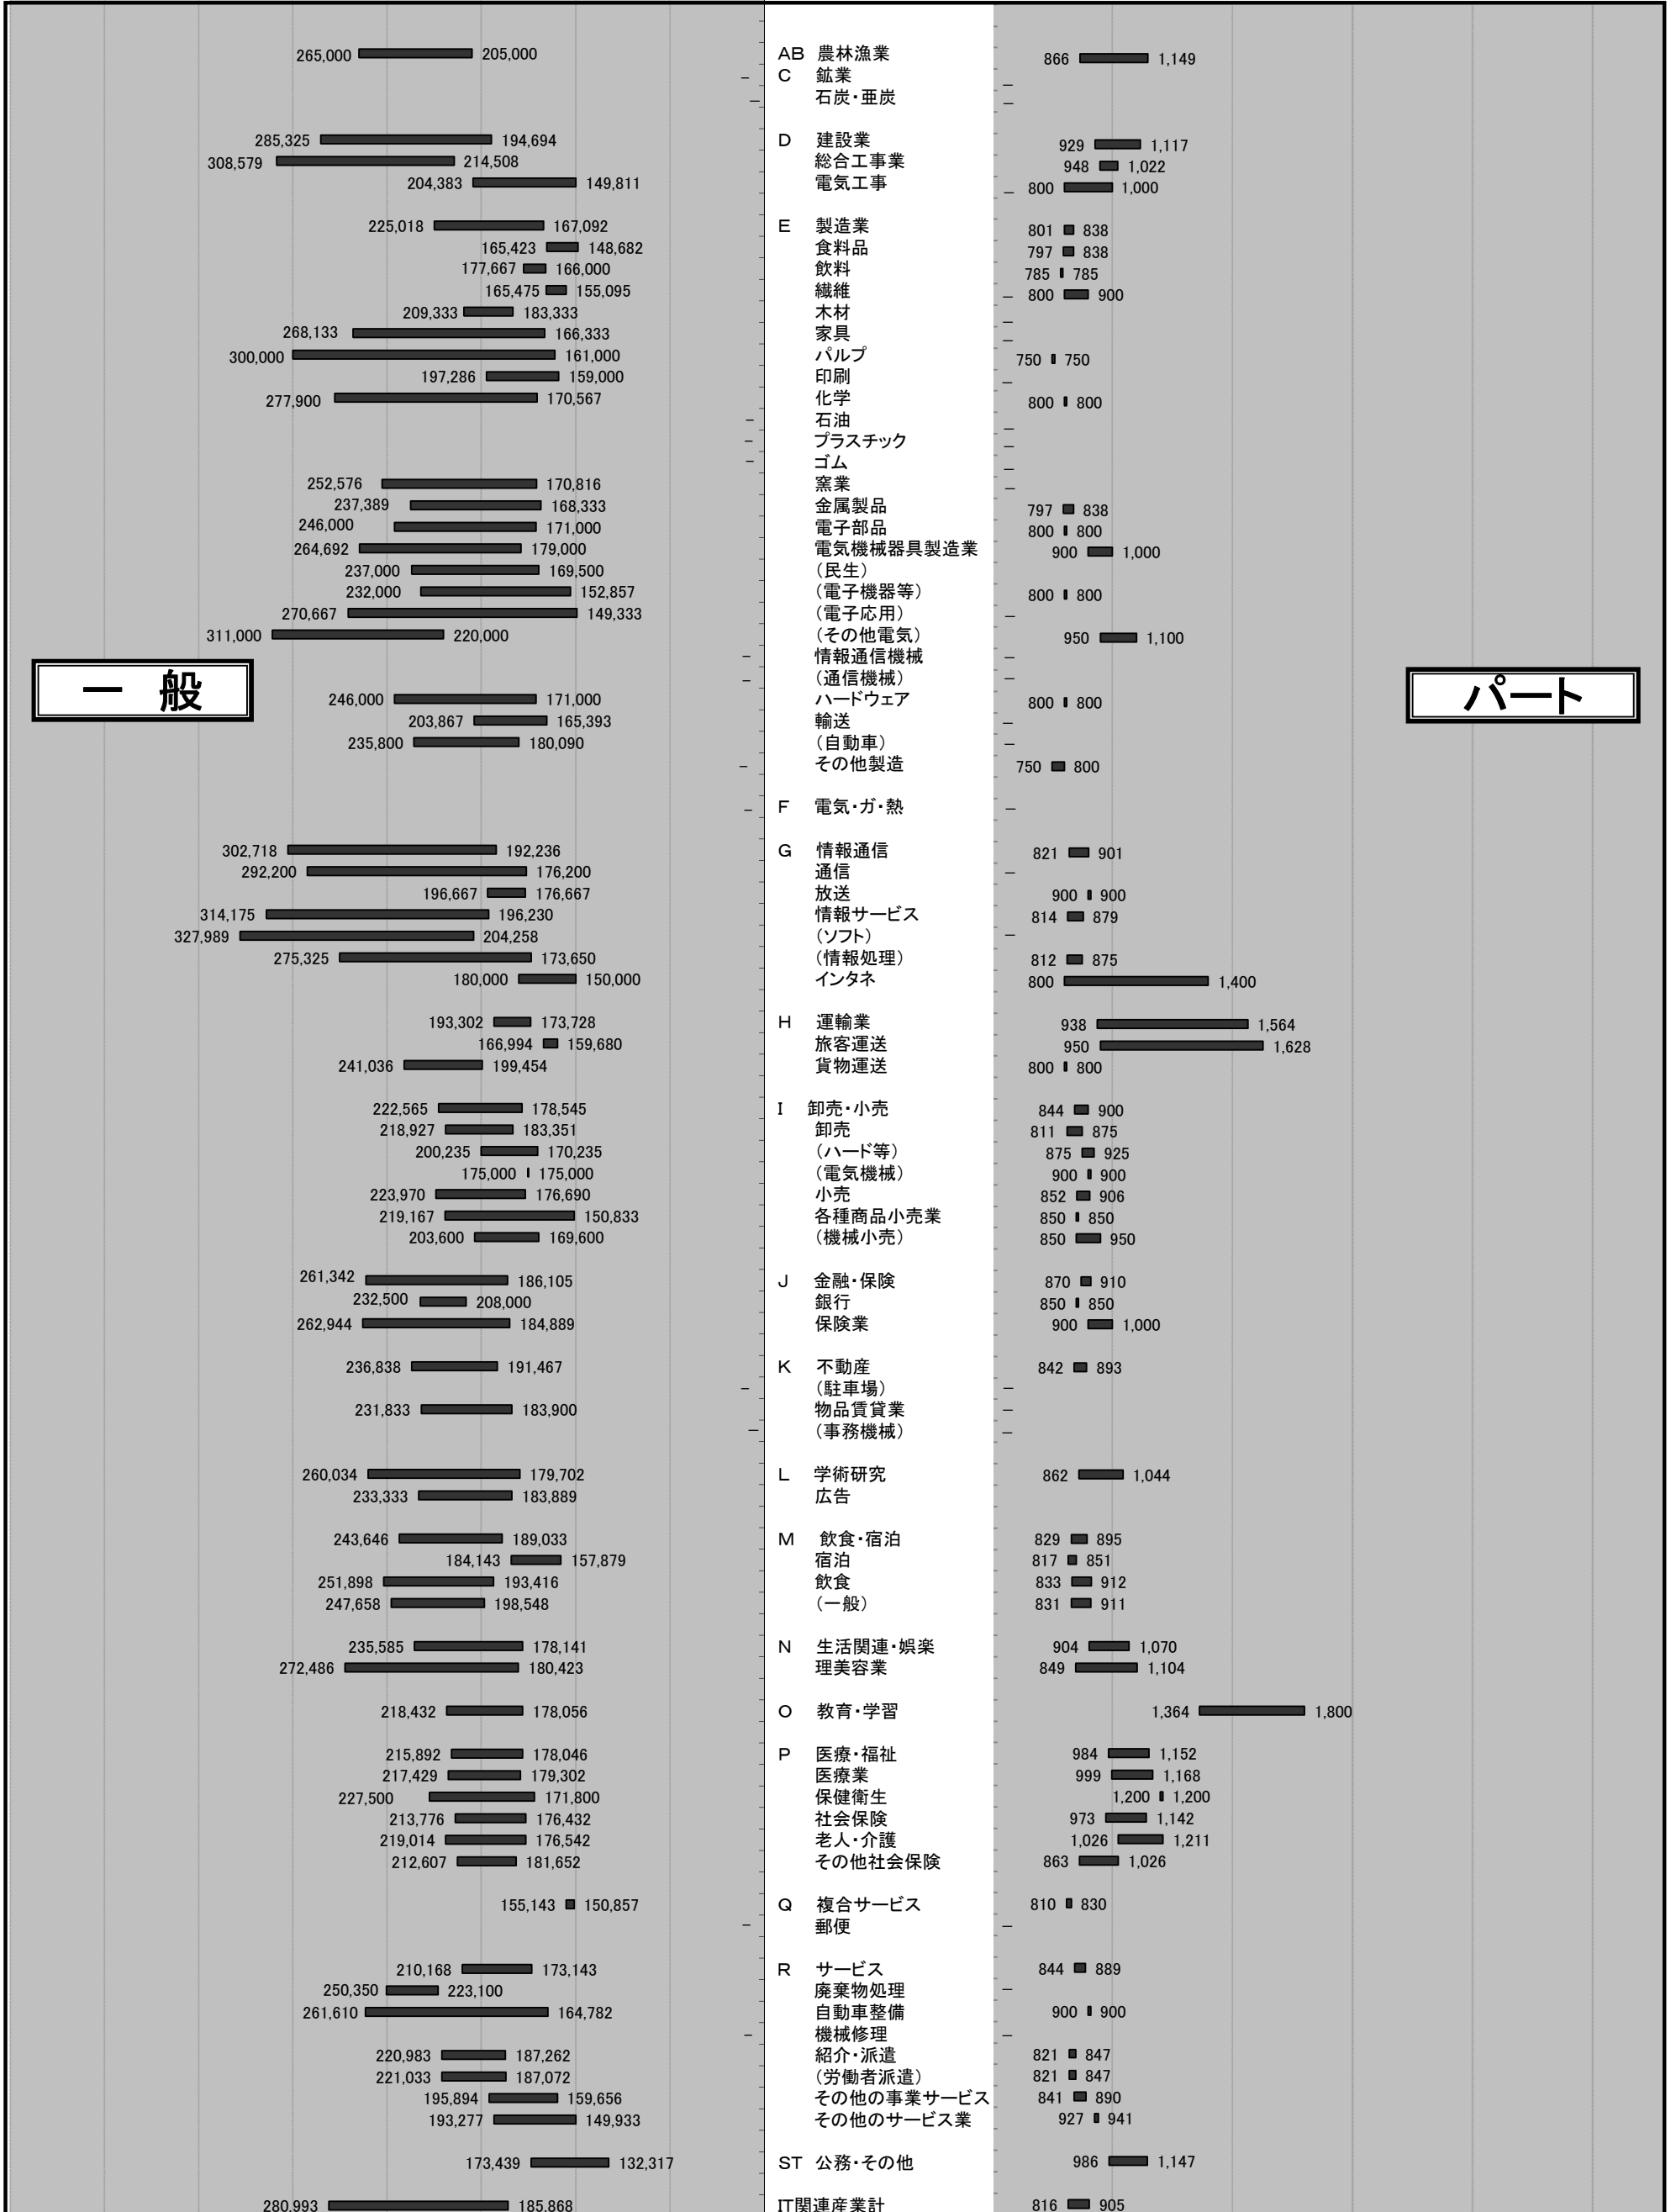 265,000 205,000 AB 農林漁業 866 1,149
– C 鉱業 –
– 石炭・亜炭 –
285,325 194,694 D 建設業 929 1,117
308,579 214,508 総合工事業 948 1,022
204,383 149,811 電気工事 – 800 1,000
225,018 167,092 E 製造業 801 838
165,423 148,682 食料品 797 838
177,667 166,000 飲料 785 785
165,475 155,095 繊維 – 800 900
209,333 183,333 木材 –
268,133 166,333 家具 –
300,000 161,000 パルプ 750 750
197,286 159,000 印刷 –
277,900 170,567 化学 800 800
– 石油 –
– プラスチック –
– ゴム –
252,576 170,816 窯業 –
237,389 168,333 金属製品 797 838
246,000 171,000 電子部品 800 800
264,692 179,000 電気機械器具製造業 900 1,000
237,000 169,500 （民生）
232,000 152,857 （電子機器等） 800 800
270,667 149,333 （電子応用） –
311,000 220,000 （その他電気） 950 1,100
– 情報通信機械 –
– （通信機械） –
一 般
パート
246,000 171,000 ハードウェア 800 800
203,867 165,393 輸送 –
235,800 180,090 （自動車） –
– その他製造 750 800
– F 電気・ガ・熱 –
302,718 192,236 G 情報通信 821 901
292,200 176,200 通信 –
196,667 176,667 放送 900 900
314,175 196,230 情報サービス 814 879
327,989 204,258 （ソフト） –
275,325 173,650 （情報処理） 812 875
180,000 150,000 インタネ 800 1,400
193,302 173,728 H 運輸業 938 1,564
166,994 159,680 旅客運送 950 1,628
241,036 199,454 貨物運送 800 800
222,565 178,545 I 卸売・小売 844 900
218,927 183,351 卸売 811 875
200,235 170,235 （ハード等） 875 925
175,000 175,000 （電気機械） 900 900
223,970 176,690 小売 852 906
219,167 150,833 各種商品小売業 850 850
203,600 169,600 （機械小売） 850 950
261,342 186,105 J 金融・保険 870 910
232,500 208,000 銀行 850 850
262,944 184,889 保険業 900 1,000
236,838 191,467 K 不動産 842 893
– （駐車場） –
231,833 183,900 物品賃貸業 –
– （事務機械） –
260,034 179,702 L 学術研究 862 1,044
233,333 183,889 広告
243,646 189,033 M 飲食・宿泊 829 895
184,143 157,879 宿泊 817 851
251,898 193,416 飲食 833 912
247,658 198,548 （一般） 831 911
235,585 178,141 N 生活関連・娯楽 904 1,070
272,486 180,423 理美容業 849 1,104
218,432 178,056 O 教育・学習 1,364 1,800
215,892 178,046 P 医療・福祉 984 1,152
217,429 179,302 医療業 999 1,168
227,500 171,800 保健衛生 1,200 1,200
213,776 176,432 社会保険 973 1,142
219,014 176,542 老人・介護 1,026 1,211
212,607 181,652 その他社会保険 863 1,026
155,143 150,857 Q 複合サービス 810 830
– 郵便 –
210,168 173,143 R サービス 844 889
250,350 223,100 廃棄物処理 –
261,610 164,782 自動車整備 900 900
– 機械修理 –
220,983 187,262 紹介・派遣 821 847
221,033 187,072 （労働者派遣） 821 847
195,894 159,656 その他の事業サービス 841 890
193,277 149,933 その他のサービス業 927 941
173,439 132,317 ST 公務・その他 986 1,147
280,993 185,868 IT関連産業計 816 905